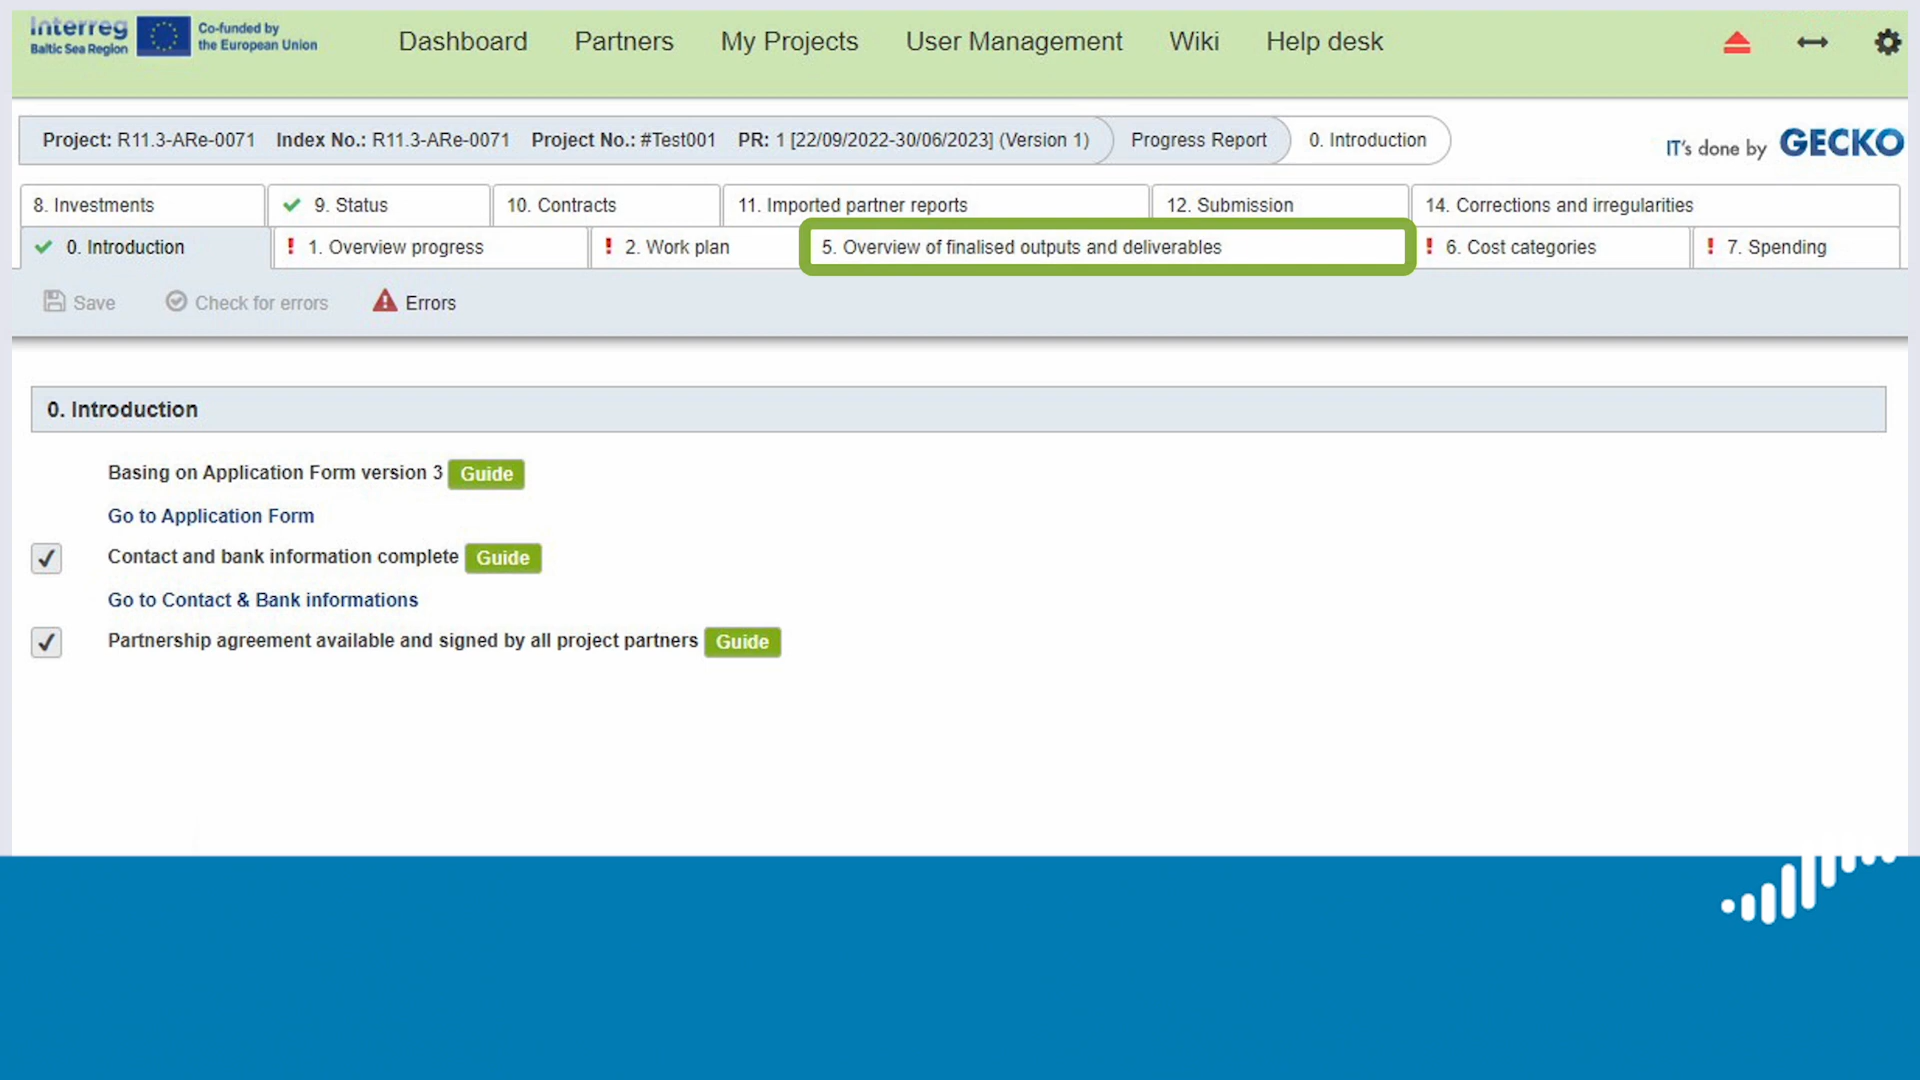 Interreg
Baltic Sea Region
Co-funded by
the European Union
Dashboard Partners My Projects User Management Wiki Help desk
Project: R11.3-ARe-0071 Index No.: R11.3-ARe-0071 Project No.: #Test001 PR: 1 [22/09/2022-30/06/2023] (Version 1) Progress Report 0. Introduction
IT's done by GECKO
8. Investments 9. Status 10. Contracts 11. Imported partner reports 12. Submission 14. Corrections and irregularities
0. Introduction ! 1. Overview progress ! 2. Work plan 5. Overview of finalised outputs and deliverables ! 6. Cost categories ! 7. Spending
Save Check for errors Errors
0. Introduction
Basing on Application Form version 3 Guide
Go to Application Form
Contact and bank information complete Guide
Go to Contact & Bank informations
Partnership agreement available and signed by all project partners Guide